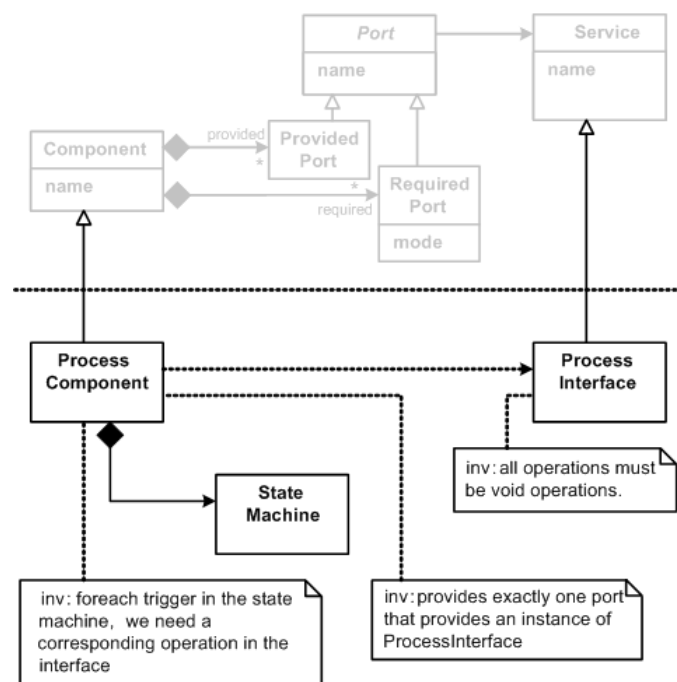 Port
name
Service
name
Component
name
provided
*
Provided
Port
*
required
Required
Port
mode
Process
Component
Process
Interface
inv: all operations must
be void operations.
State
Machine
inv: foreach trigger in the state
machine, we need a
corresponding operation in the
interface
inv: provides exactly one port
that provides an instance of
ProcessInterface